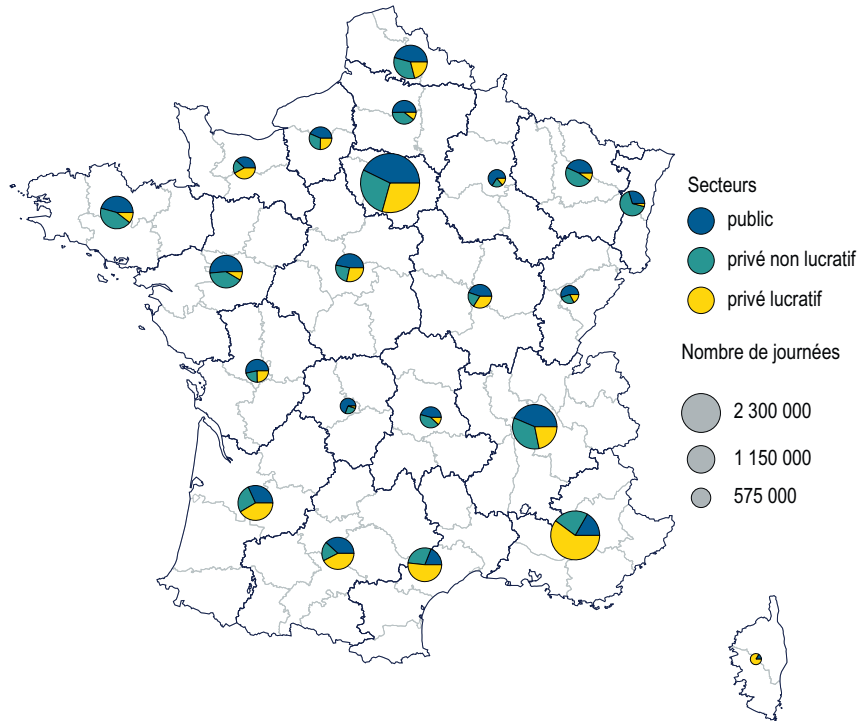 Secteurs
public
privé non lucratif
privé lucratif
Nombre de journées
2 300 000
1 150 000
575 000